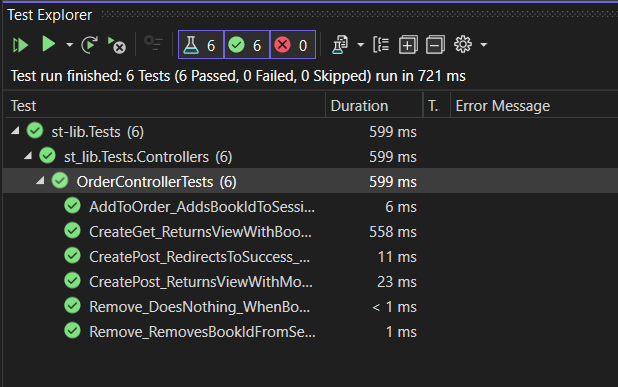 Test Explorer
6 6 0
Test run finished: 6 Tests (6 Passed, 0 Failed, 0 Skipped) run in 721 ms
Test Duration T. Error Message
st-lib.Tests (6) 599 ms
st_lib.Tests.Controllers (6) 599 ms
OrderControllerTests (6) 599 ms
AddToOrder_AddsBookIdToSessi... 6 ms
CreateGet_ReturnsViewWithBoo... 558 ms
CreatePost_RedirectsToSuccess_... 11 ms
CreatePost_ReturnsViewWithMo... 23 ms
Remove_DoesNothing_WhenBo... < 1 ms
Remove_RemovesBookIdFromSe... 1 ms